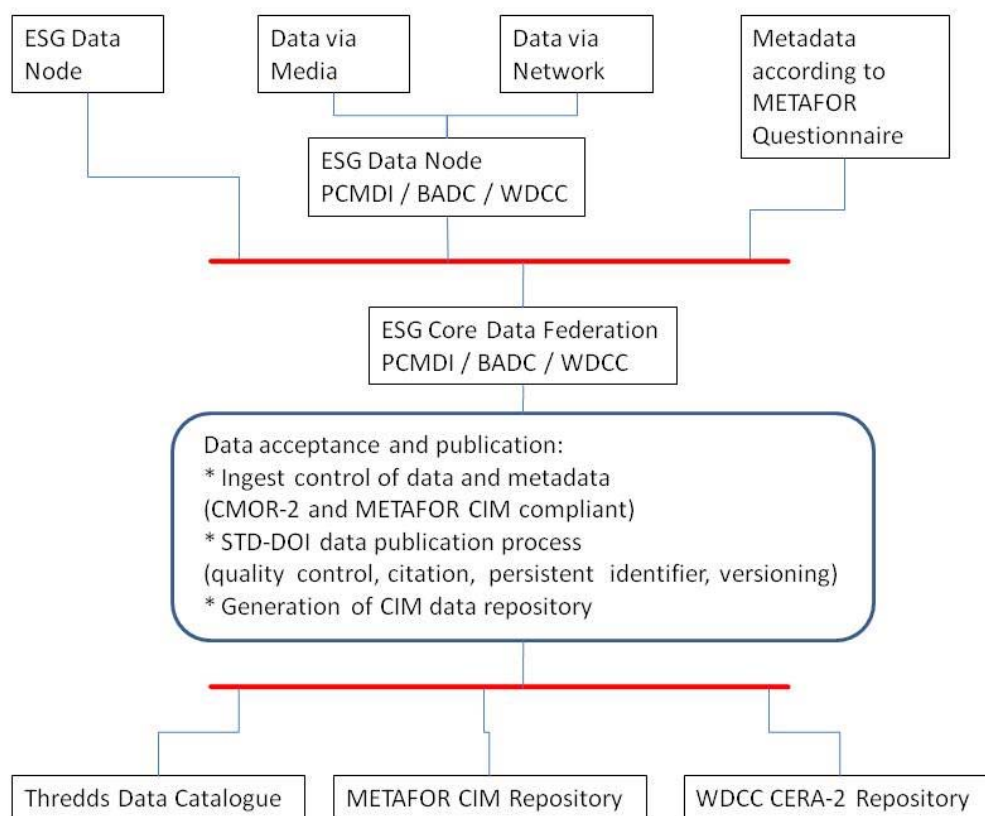 ESG Data
Node
Data via
Media
Data via
Network
Metadata
according to
METAFOR
Questionnaire
ESG Data Node
PCMDI / BADC / WDCC
ESG Core Data Federation
PCMDI / BADC / WDCC
Data acceptance and publication:
* Ingest control of data and metadata
(CMOR-2 and METAFOR CIM compliant)
* STD-DOI data publication process
(quality control, citation, persistent identifier, versioning)
* Generation of CIM data repository
Thredds Data Catalogue
METAFOR CIM Repository
WDCC CERA-2 Repository